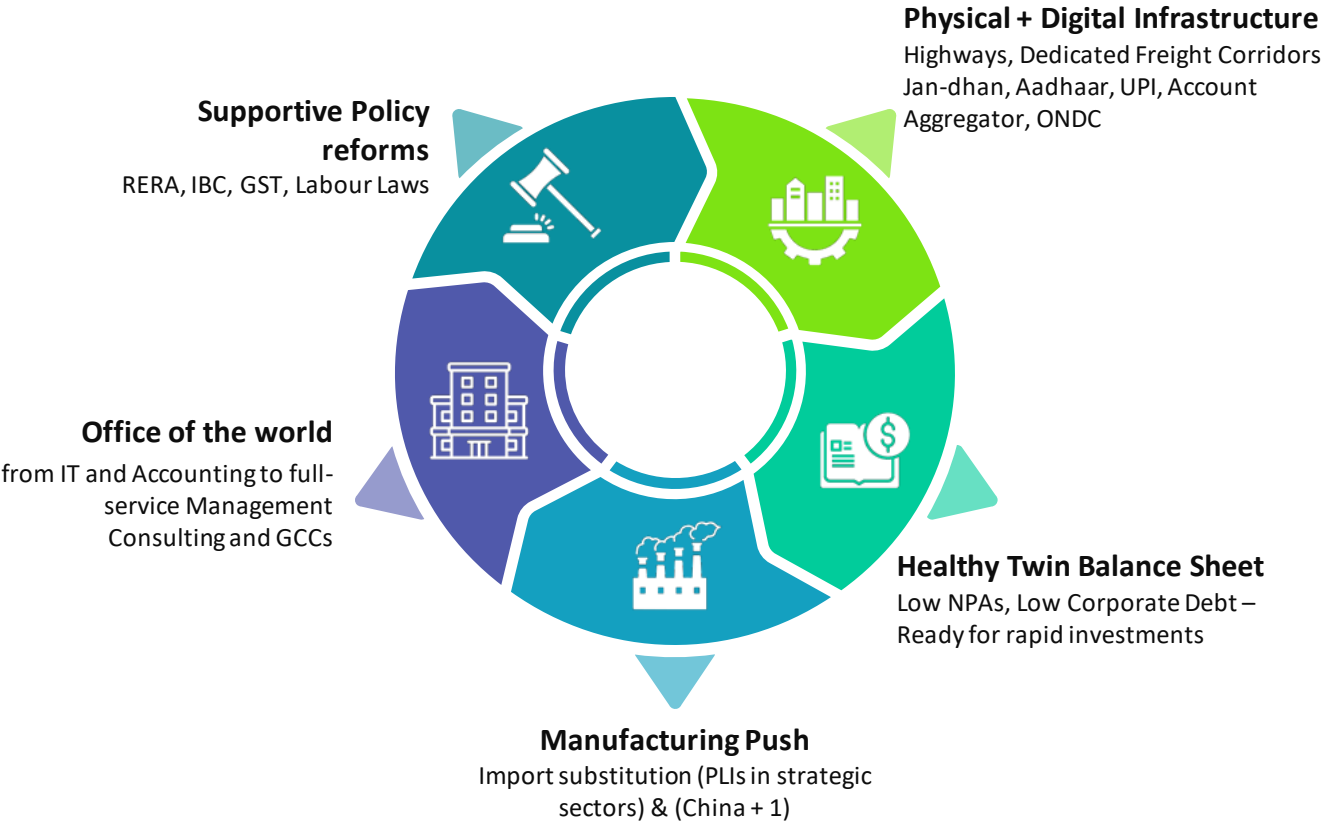 Physical + Digital Infrastructure
Highways, Dedicated Freight Corridors
Jan-dhan, Aadhaar, UPI, Account
Aggregator, ONDC
Supportive Policy
reforms
RERA, IBC, GST, Labour Laws
Office of the world
from IT and Accounting to full-
service Management
Consulting and GCCs
Healthy Twin Balance Sheet
Low NPAs, Low Corporate Debt –
Ready for rapid investments
Manufacturing Push
Import substitution (PLIs in strategic
sectors) & (China + 1)